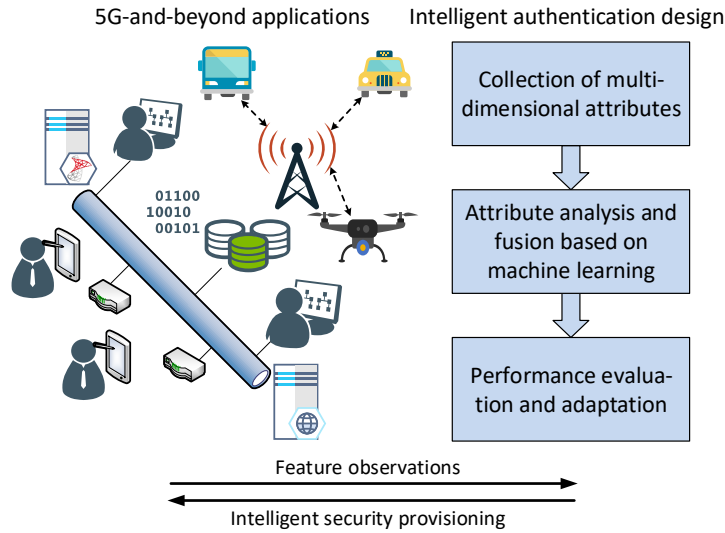 5G-and-beyond applications
Intelligent authentication design
Collection of multi-
dimensional attributes
01100
10010
00101
Attribute analysis and
fusion based on
machine learning
Performance evalua-
tion and adaptation
Feature observations
Intelligent security provisioning